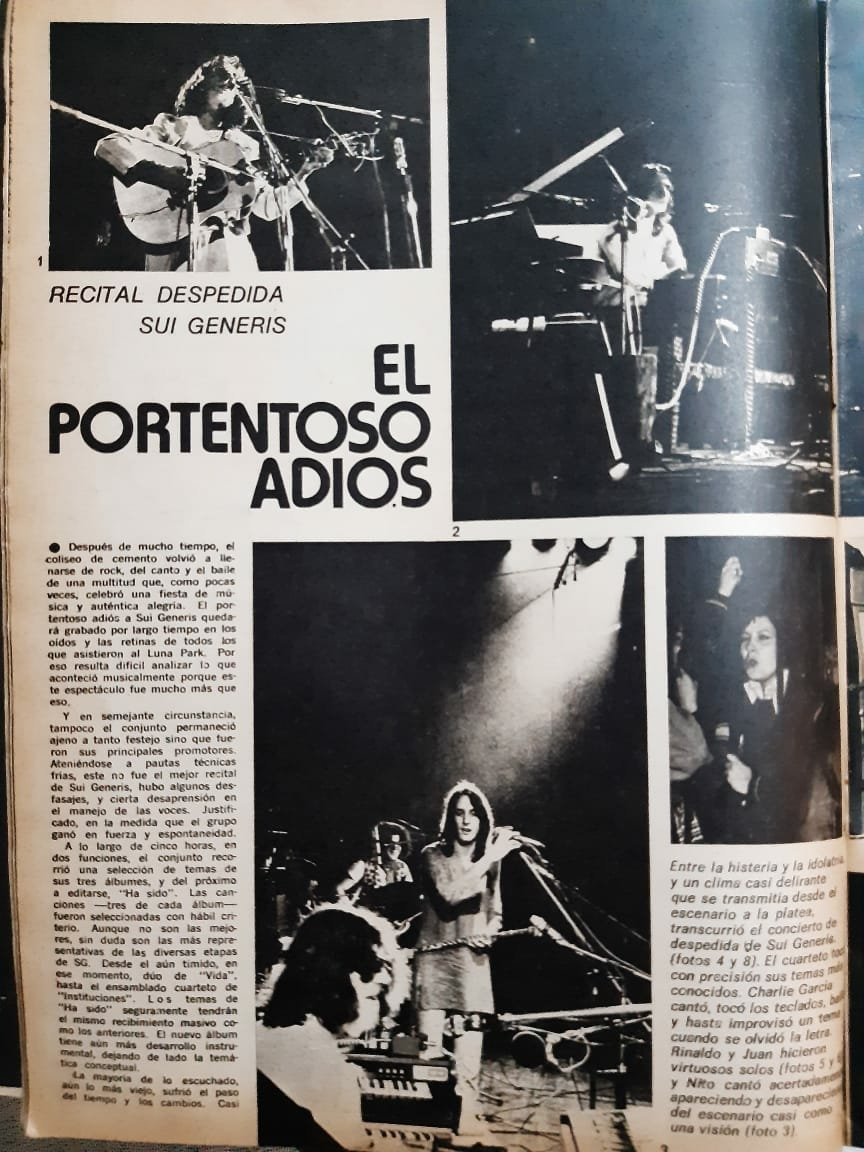 1
RECITAL DESPEDIDA
SUI GENERIS
EL
PORTENTOSO
ADIOS
2
● Después de mucho tiempo, el
coliseo de cemento volvió a lle-
narse de rock, del canto y el baile
de una multitud que, como pocas
veces, celebró una fiesta de mú-
sica y auténtica alegría. El por-
tentoso adiós a Sui Generis queda-
rá grabado por largo tiempo en los
oídos y las retinas de todos los
que asistieron al Luna Park. Por
eso resulta difícil analizar lo que
aconteció musicalmente porque es-
te espectáculo fue mucho más que
eso.
Y en semejante circunstancia,
tampoco el conjunto permaneció
ajeno a tanto festejo sino que fue-
ron sus principales promotores.
Ateniéndose a pautas técnicas
frías, este no fue el mejor recital
de Sui Generis, hubo algunos des-
fasajes, y cierta desaprensión en
el manejo de las voces. Justifi-
cado, en la medida que el grupo
ganó en fuerza y espontaneidad.
A lo largo de cinco horas, en
dos funciones, el conjunto reco-
rrió una selección de temas de
sus tres álbumes, y del próximo
a editarse, "Ha sido". Las can-
ciones —tres de cada álbum—
fueron seleccionadas con hábil cri-
terio. Aunque no son las mejo-
res, sin duda son las más repre-
sentativas de las diversas etapas
de SG. Desde el aún tímido, en
ese momento, dúo de "Vida",
hasta el ensamblado cuarteto de
"Instituciones". Los temas de
"Ha sido" seguramente tendrán
el mismo recibimiento masivo co-
mo los anteriores. El nuevo álbum
tiene aún más desarrollo instru-
mental, dejando de lado la temá-
tica conceptual.
La mayoría de lo escuchado,
aún lo más viejo, sufrió el paso
del tiempo y los cambios. Casi
Entre la histeria y la idolatría
y un clima casi delirante
que se transmitía desde el
escenario a la platea,
transcurrió el concierto de
despedida de Sui Generis.
(fotos 4 y 8). El cuarteto
con precisión sus temas más
conocidos. Charlie García
cantó, tocó los teclados,
y hasta improvisó un tema
cuando se olvidó la letra.
Rinaldo y Juan hicieron
virtuosos solos (fotos 5 y
y Nito cantó
apareciendo y
del escenario casi como
una visión (foto 3)
3